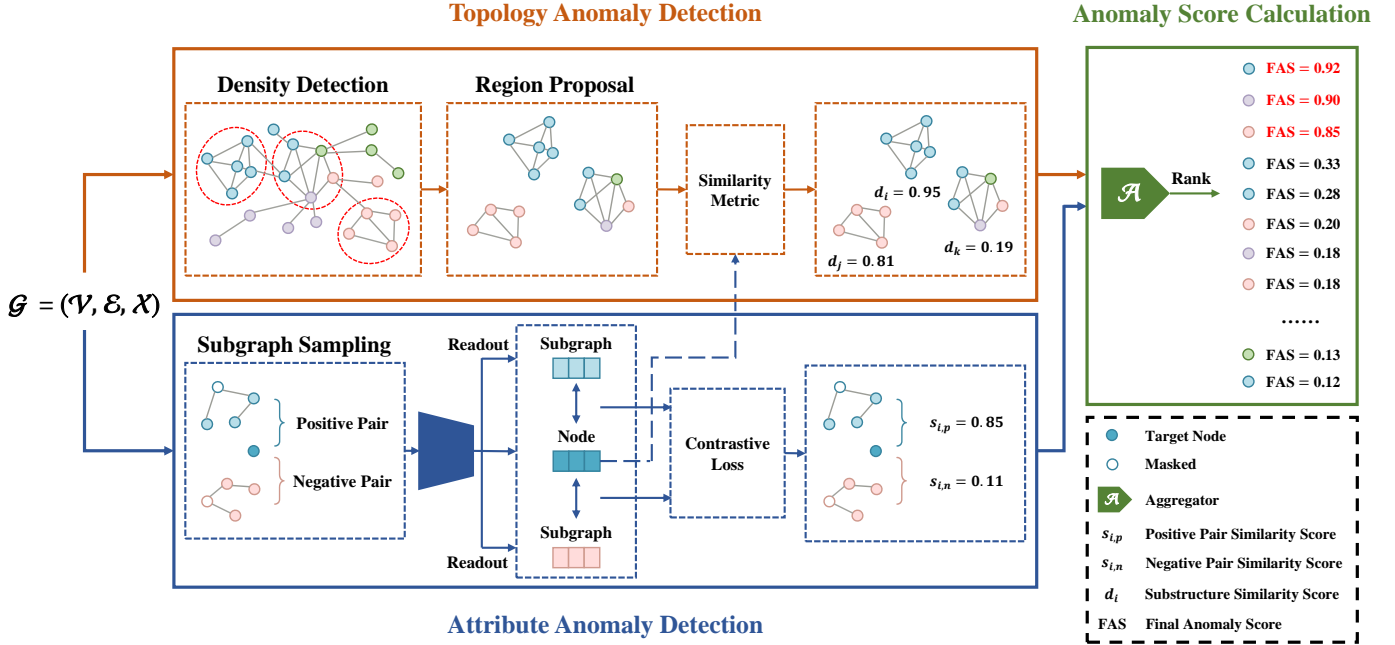 Topology Anomaly Detection
Anomaly Score Calculation
Density Detection
Region Proposal
Similarity
Metric
d_i = 0.95
d_j = 0.81
d_k = 0.19
𝒢 = (𝒱, ℰ, 𝒳)
Subgraph Sampling
Positive Pair
Negative Pair
Readout
Readout
Subgraph
Node
Subgraph
Contrastive
Loss
s_{i,p} = 0.85
s_{i,n} = 0.11
Attribute Anomaly Detection
𝒜
Rank
FAS = 0.92
FAS = 0.90
FAS = 0.85
FAS = 0.33
FAS = 0.28
FAS = 0.20
FAS = 0.18
FAS = 0.18
……
FAS = 0.13
FAS = 0.12
Target Node
Masked
𝒜 Aggregator
s_{i,p} Positive Pair Similarity Score
s_{i,n} Negative Pair Similarity Score
d_i Substructure Similarity Score
FAS Final Anomaly Score